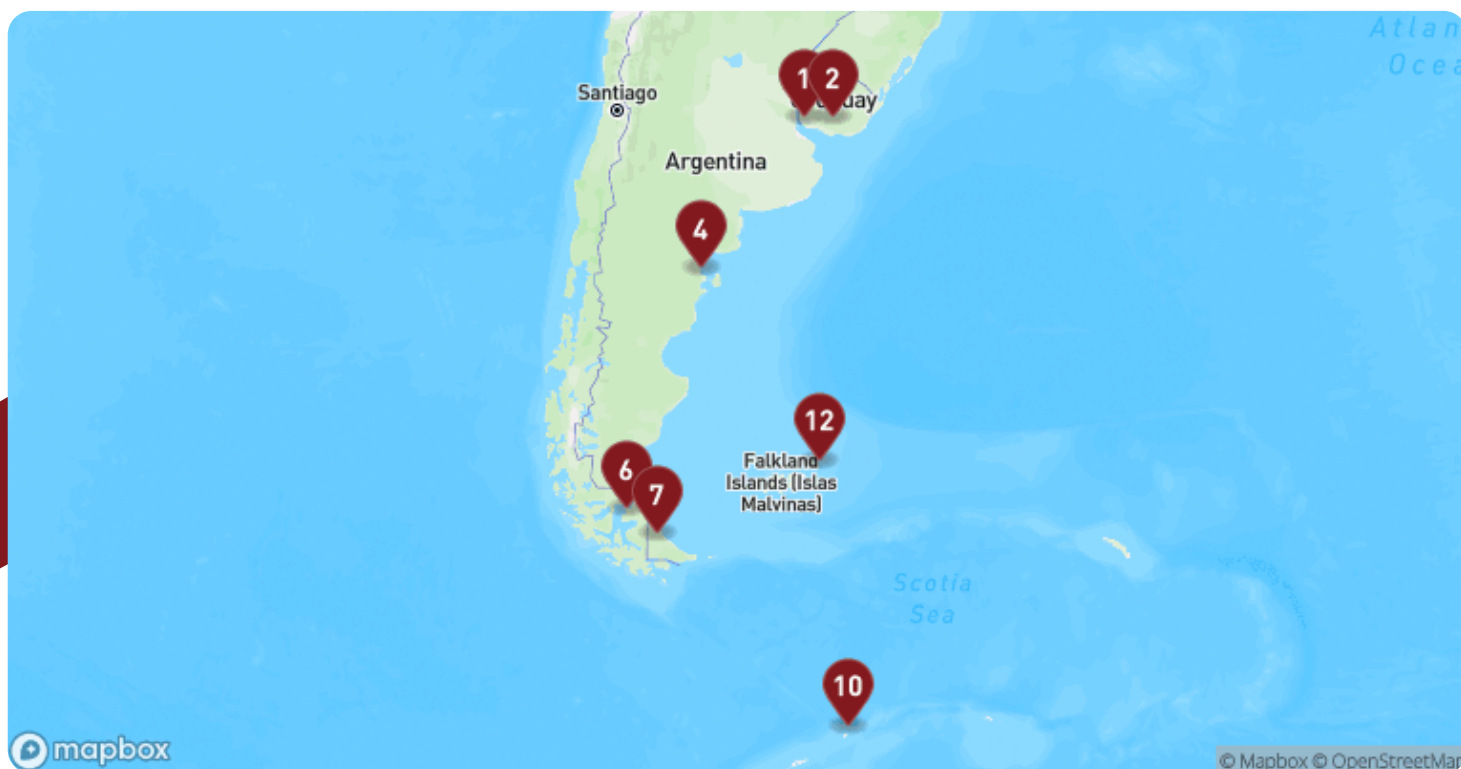 Atlan
Ocea
Santiago
1
2
Uruguay
Argentina
4
12
Falkland
Islands (Islas
Malvinas)
6
7
Scotia
Sea
10
mapbox
© Mapbox © OpenStreetMap